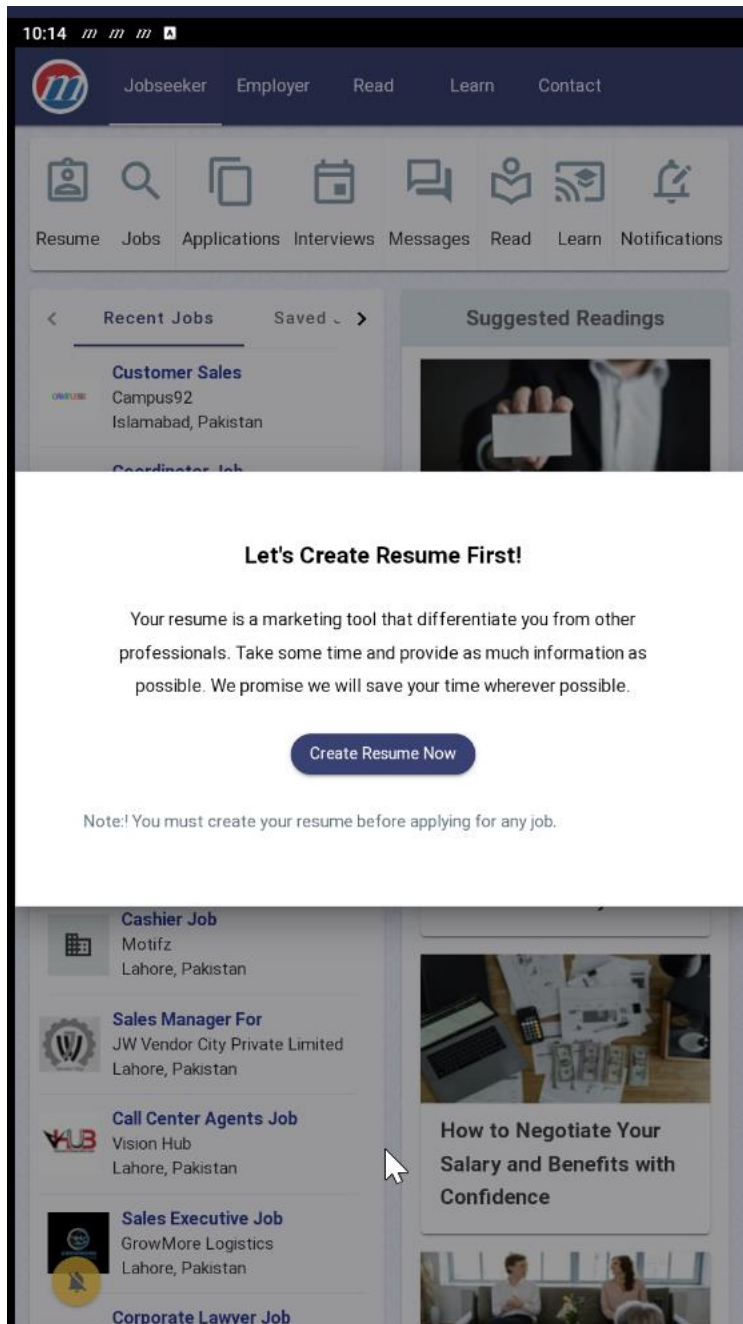 10:14 m m m A
m
Jobseeker Employer Read Learn Contact
Resume Jobs Applications Interviews Messages Read Learn Notifications
Recent Jobs Saved
Suggested Readings
Customer Sales
Campus92
Islamabad, Pakistan
Coordinator Job
Let's Create Resume First!
Your resume is a marketing tool that differentiate you from other
professionals. Take some time and provide as much information as
possible. We promise we will save your time wherever possible.
Create Resume Now
Note:! You must create your resume before applying for any job.
Cashier Job
Motifz
Lahore, Pakistan
Sales Manager For
JW Vendor City Private Limited
Lahore, Pakistan
Call Center Agents Job
VHUB
Vision Hub
Lahore, Pakistan
Sales Executive Job
GrowMore Logistics
Lahore, Pakistan
Corporate Lawyer Job
How to Negotiate Your
Salary and Benefits with
Confidence